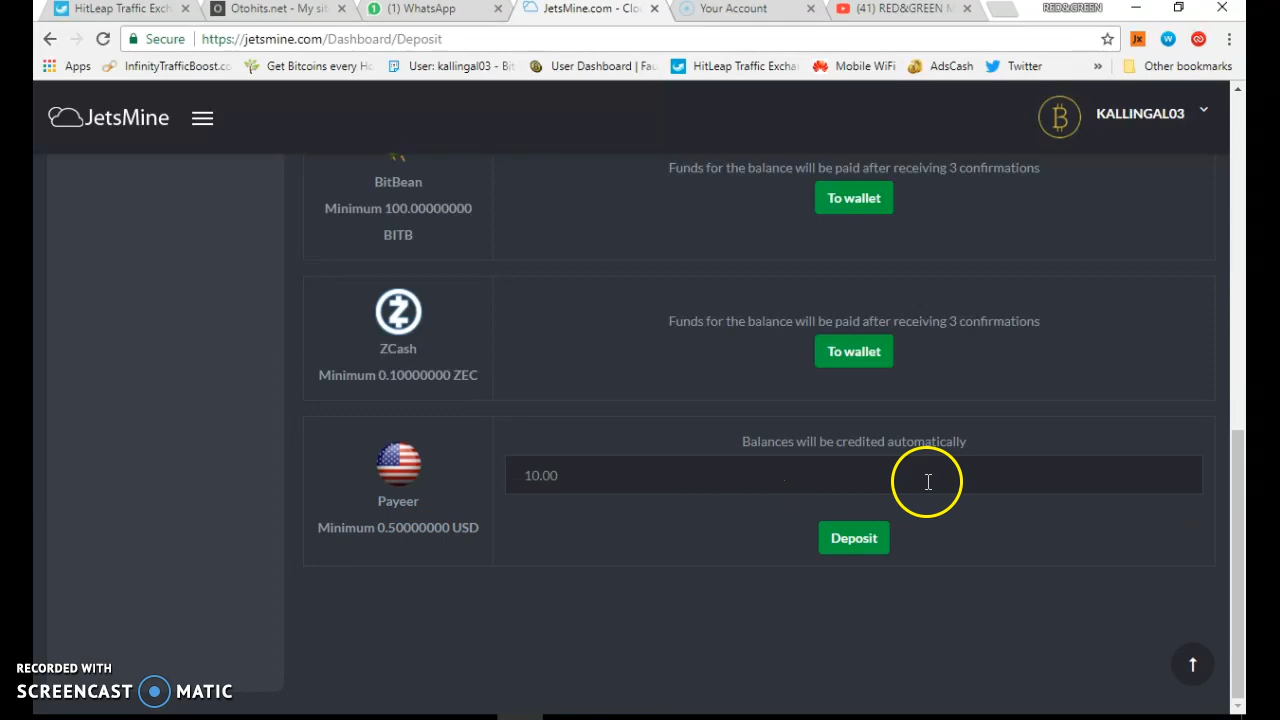 HitLeap Traffic Exch
Otohits.net - My sit
(1) WhatsApp
JetsMine.com - Clo
Your Account
(41) RED&GREEN M
RED&GREEN
Secure
https://jetsmine.com/Dashboard/Deposit
Jx
Apps
InfinityTrafficBoost.co
Get Bitcoins every Ho
User: kallingal03 - Bit
User Dashboard | Fau
HitLeap Traffic Excha
Mobile WiFi
AdsCash
Twitter
»
Other bookmarks
JetsMine
KALLINGAL03
BitBean
Minimum 100.00000000
BITB
Funds for the balance will be paid after receiving 3 confirmations
To wallet
ZCash
Minimum 0.10000000 ZEC
Funds for the balance will be paid after receiving 3 confirmations
To wallet
Payeer
Minimum 0.50000000 USD
Balances will be credited automatically
10.00
Deposit
RECORDED WITH
SCREENCAST MATIC